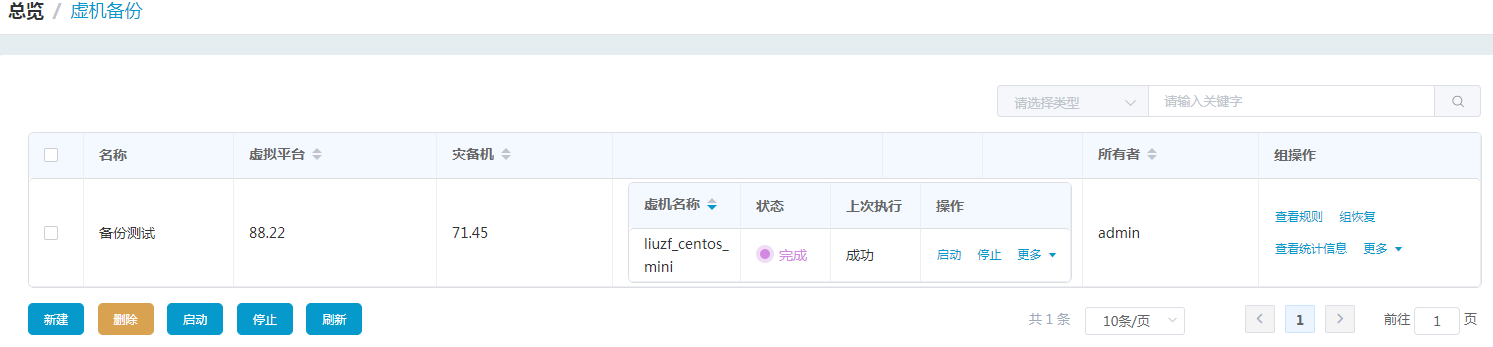 总览 / 虚机备份
请选择类型 请输入关键字
名称 虚拟平台 灾备机 所有者 组操作
虚机名称 状态 上次执行 操作
备份测试 88.22 71.45 liuzf_centos_ 完成 成功 启动 停止 更多 admin 查看规则 组恢复
mini 查看统计信息 更多
新建 删除 启动 停止 刷新 共 1 条 10条/页 1 前往 1 页